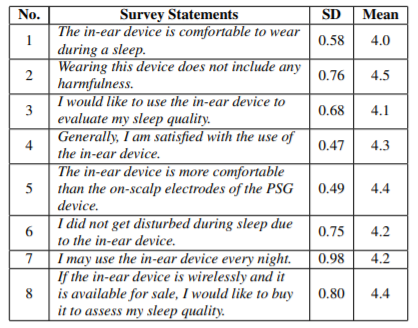 No. Survey Statements SD Mean
1 The in-ear device is comfortable to wear
during a sleep. 0.58 4.0
2 Wearing this device does not include any
harmfulness. 0.76 4.5
3 I would like to use the in-ear device to
evaluate my sleep quality. 0.68 4.1
4 Generally, I am satisfied with the use of
the in-ear device. 0.47 4.3
5 The in-ear device is more comfortable
than the on-scalp electrodes of the PSG
device. 0.49 4.4
6 I did not get disturbed during sleep due
to the in-ear device. 0.75 4.2
7 I may use the in-ear device every night. 0.98 4.2
8 If the in-ear device is wirelessly and it
is available for sale, I would like to buy
it to assess my sleep quality. 0.80 4.4